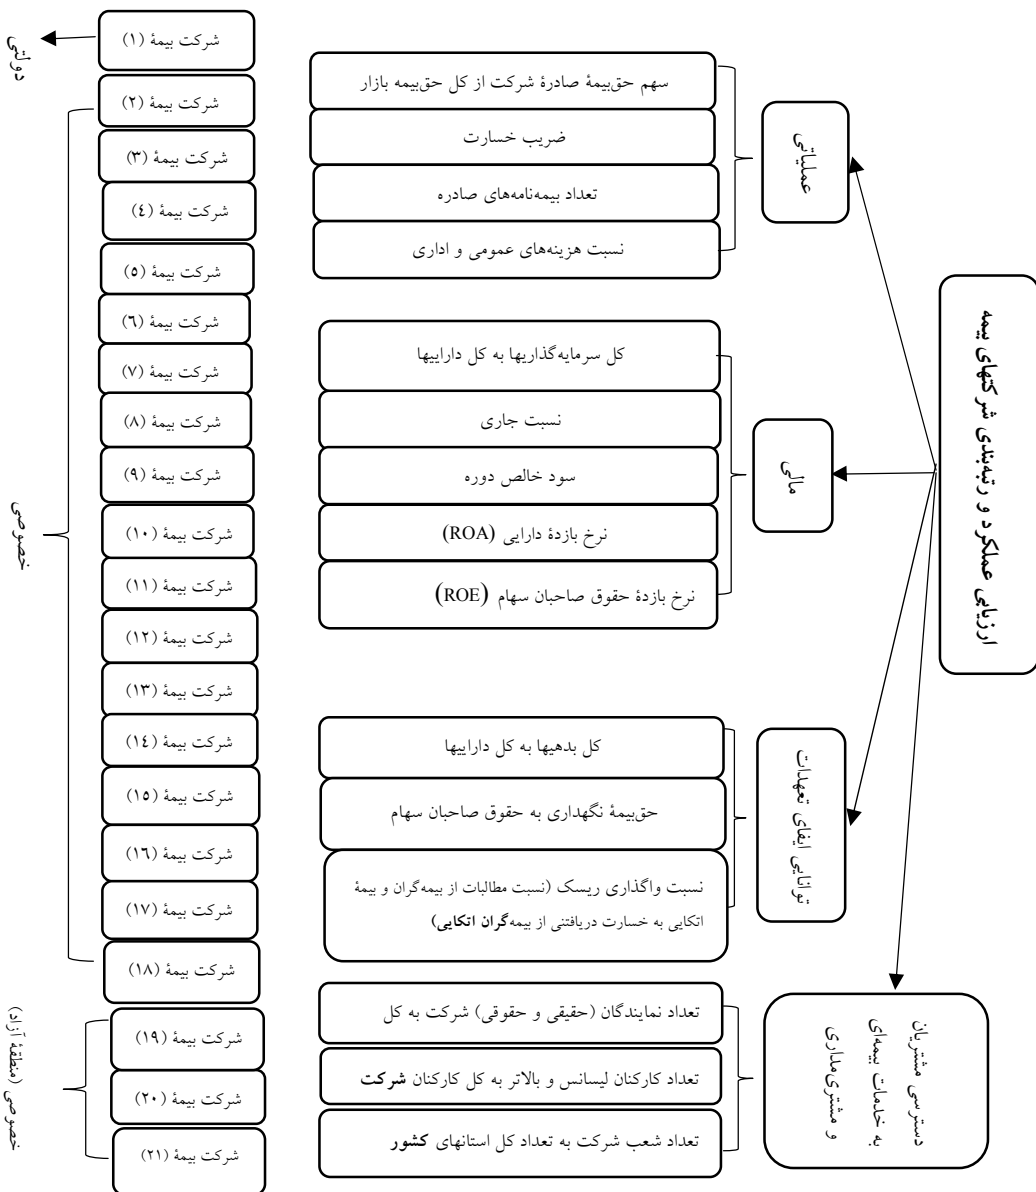 ارزیابی عملکرد و رتبه‌بندی شرکتهای بیمه
عملیاتی
سهم حق‌بیمهٔ صادرهٔ شرکت از کل حق‌بیمه بازار
ضریب خسارت
تعداد بیمه‌نامه‌های صادره
نسبت هزینه‌های عمومی و اداری
مالی
کل سرمایه‌گذاریها به کل داراییها
نسبت جاری
سود خالص دوره
نرخ بازدهٔ دارایی (ROA)
نرخ بازدهٔ حقوق صاحبان سهام (ROE)
توانایی ایفای تعهدات
کل بدهیها به کل داراییها
حق‌بیمهٔ نگهداری به حقوق صاحبان سهام
نسبت واگذاری ریسک (نسبت مطالبات از بیمه‌گران و بیمهٔ
اتکایی به خسارت دریافتنی از بیمه‌گران اتکایی)
دسترسی مشتریان
به خدمات بیمه‌ای
و مشتری‌مداری
تعداد نمایندگان (حقیقی و حقوقی) شرکت به کل
تعداد کارکنان لیسانس و بالاتر به کل کارکنان شرکت
تعداد شعب شرکت به تعداد کل استانهای کشور
شرکت بیمهٔ (۱)
شرکت بیمهٔ (۲)
شرکت بیمهٔ (۳)
شرکت بیمهٔ (٤)
شرکت بیمهٔ (٥)
شرکت بیمهٔ (٦)
شرکت بیمهٔ (۷)
شرکت بیمهٔ (۸)
شرکت بیمهٔ (۹)
شرکت بیمهٔ (۱۰)
شرکت بیمهٔ (۱۱)
شرکت بیمهٔ (۱۲)
شرکت بیمهٔ (۱۳)
شرکت بیمهٔ (۱٤)
شرکت بیمهٔ (۱٥)
شرکت بیمهٔ (۱٦)
شرکت بیمهٔ (۱۷)
شرکت بیمهٔ (۱۸)
شرکت بیمهٔ (۱۹)
شرکت بیمهٔ (۲۰)
شرکت بیمهٔ (۲۱)
دولتی
خصوصی
خصوصی (منطقهٔ آزاد)